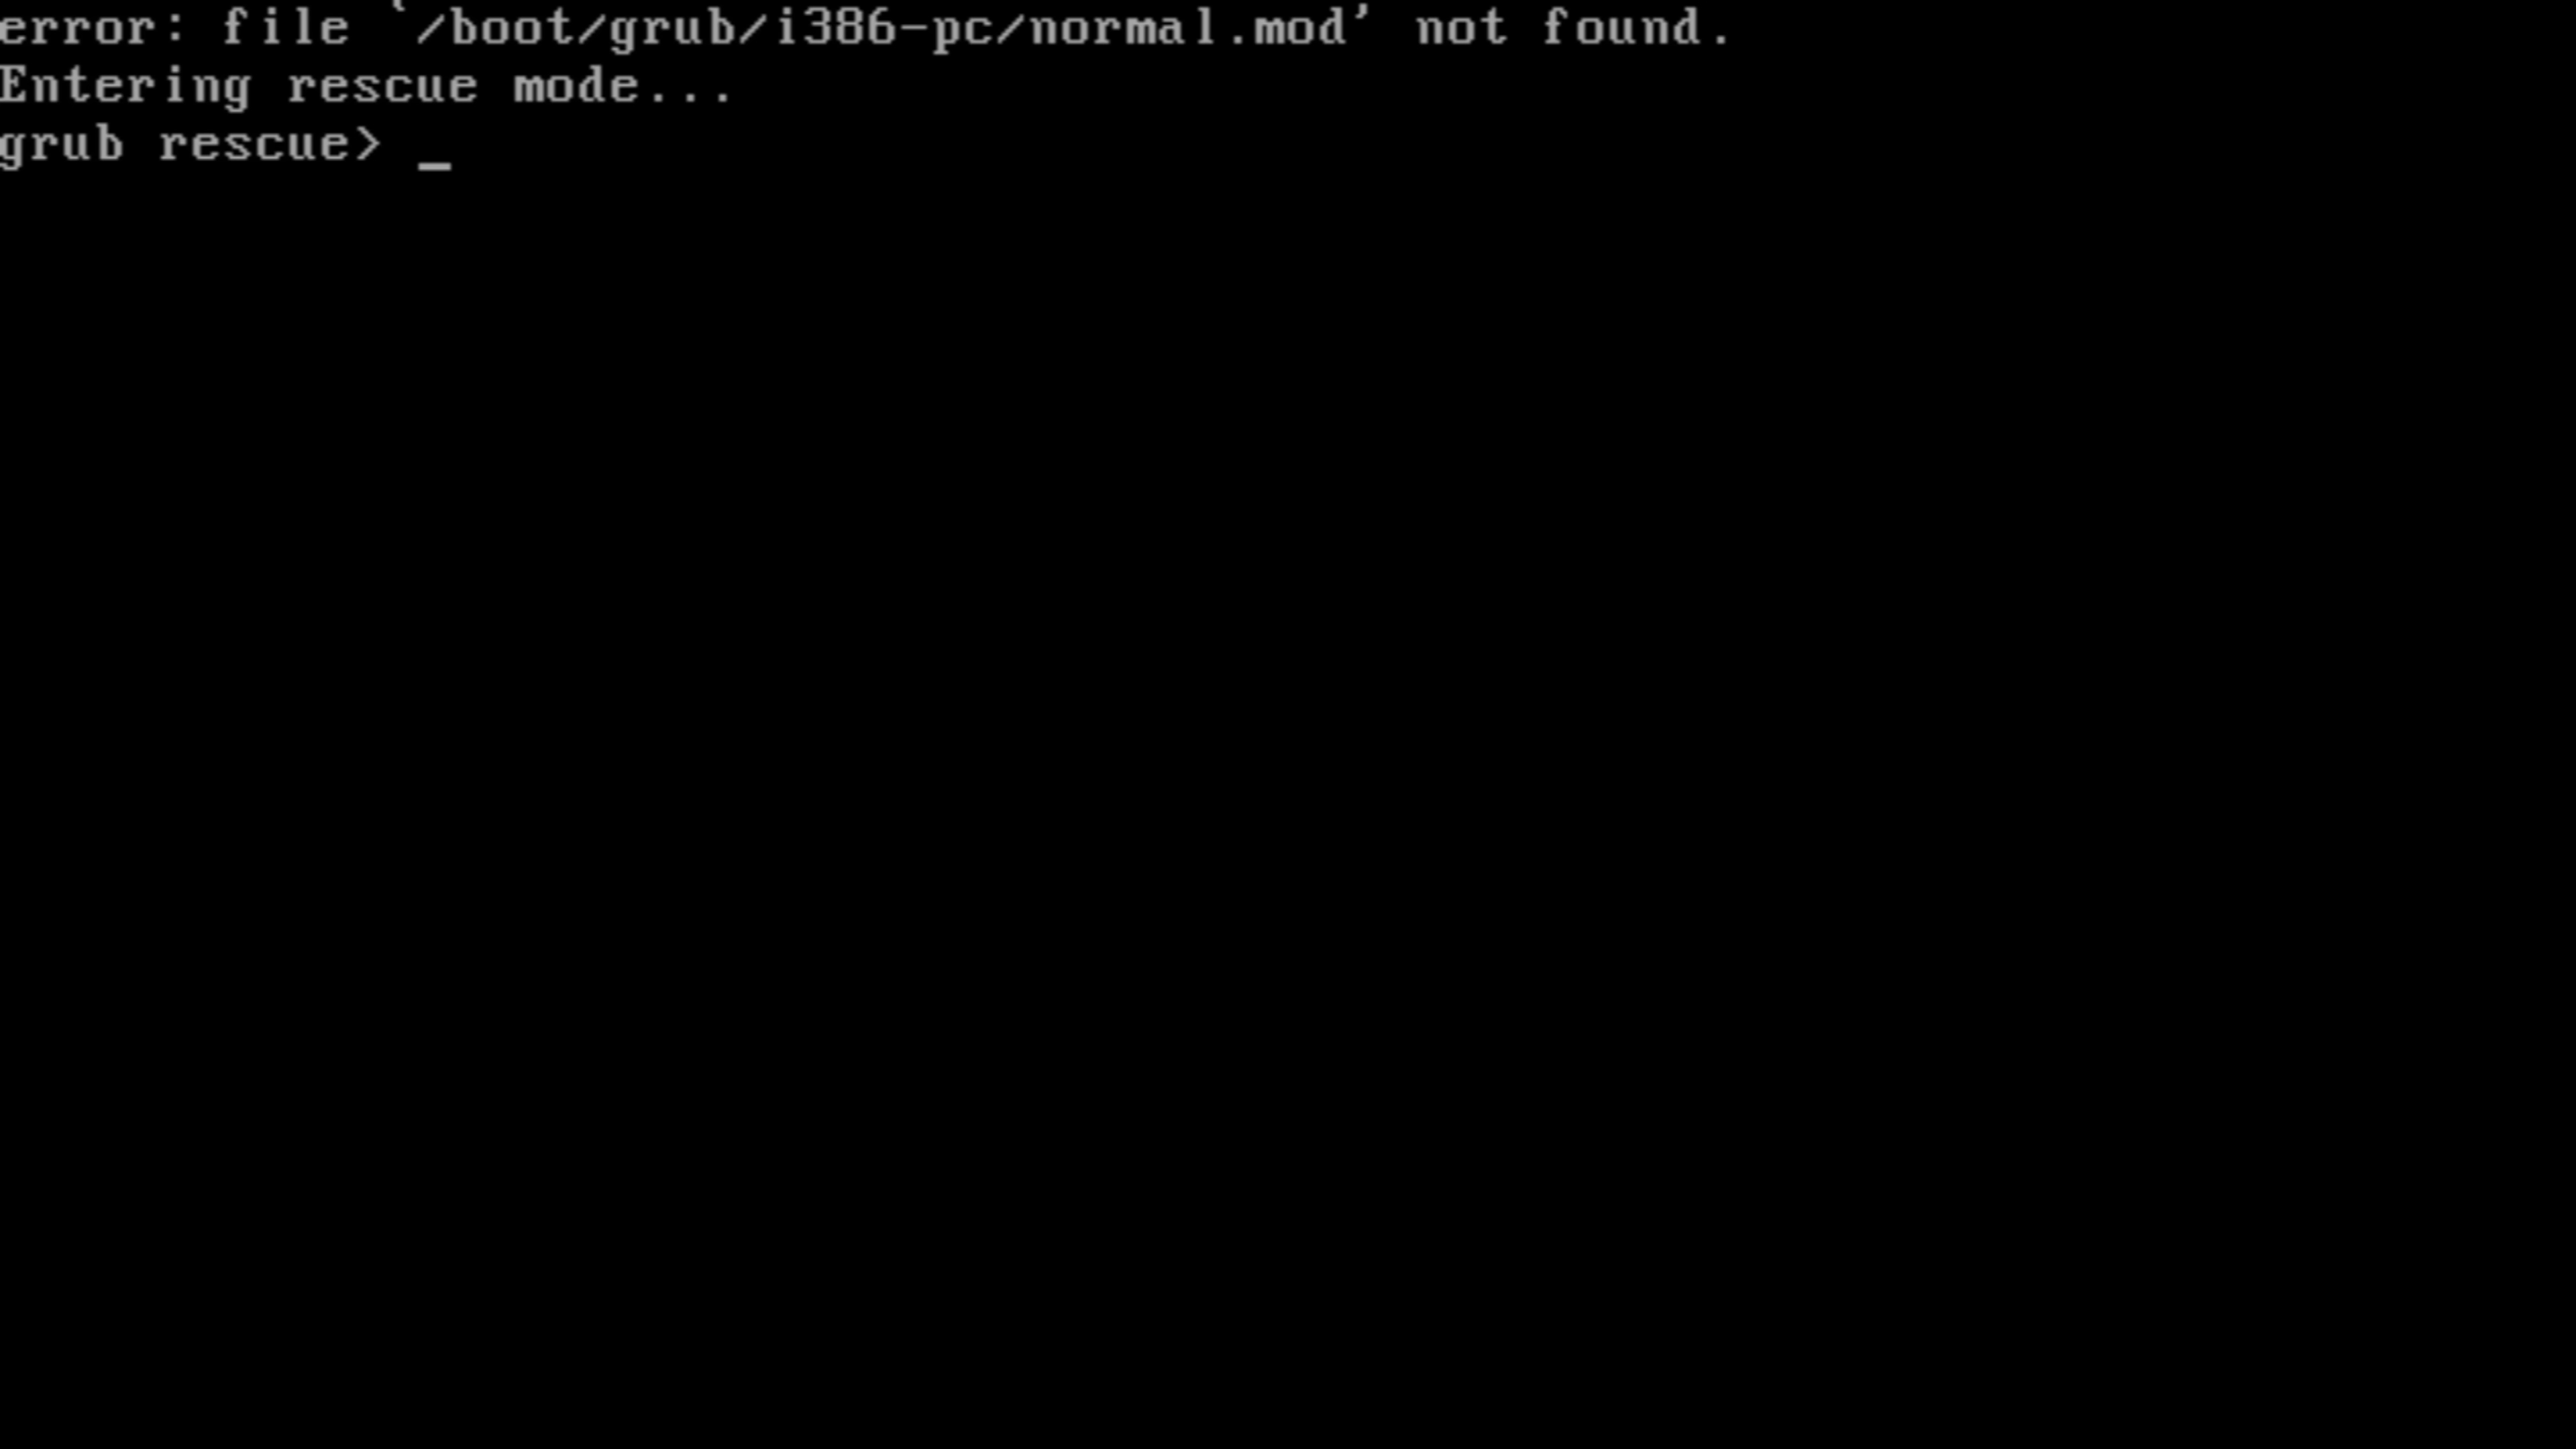 error: file `/boot/grub/i386-pc/normal.mod' not found.
Entering rescue mode...
grub rescue> _